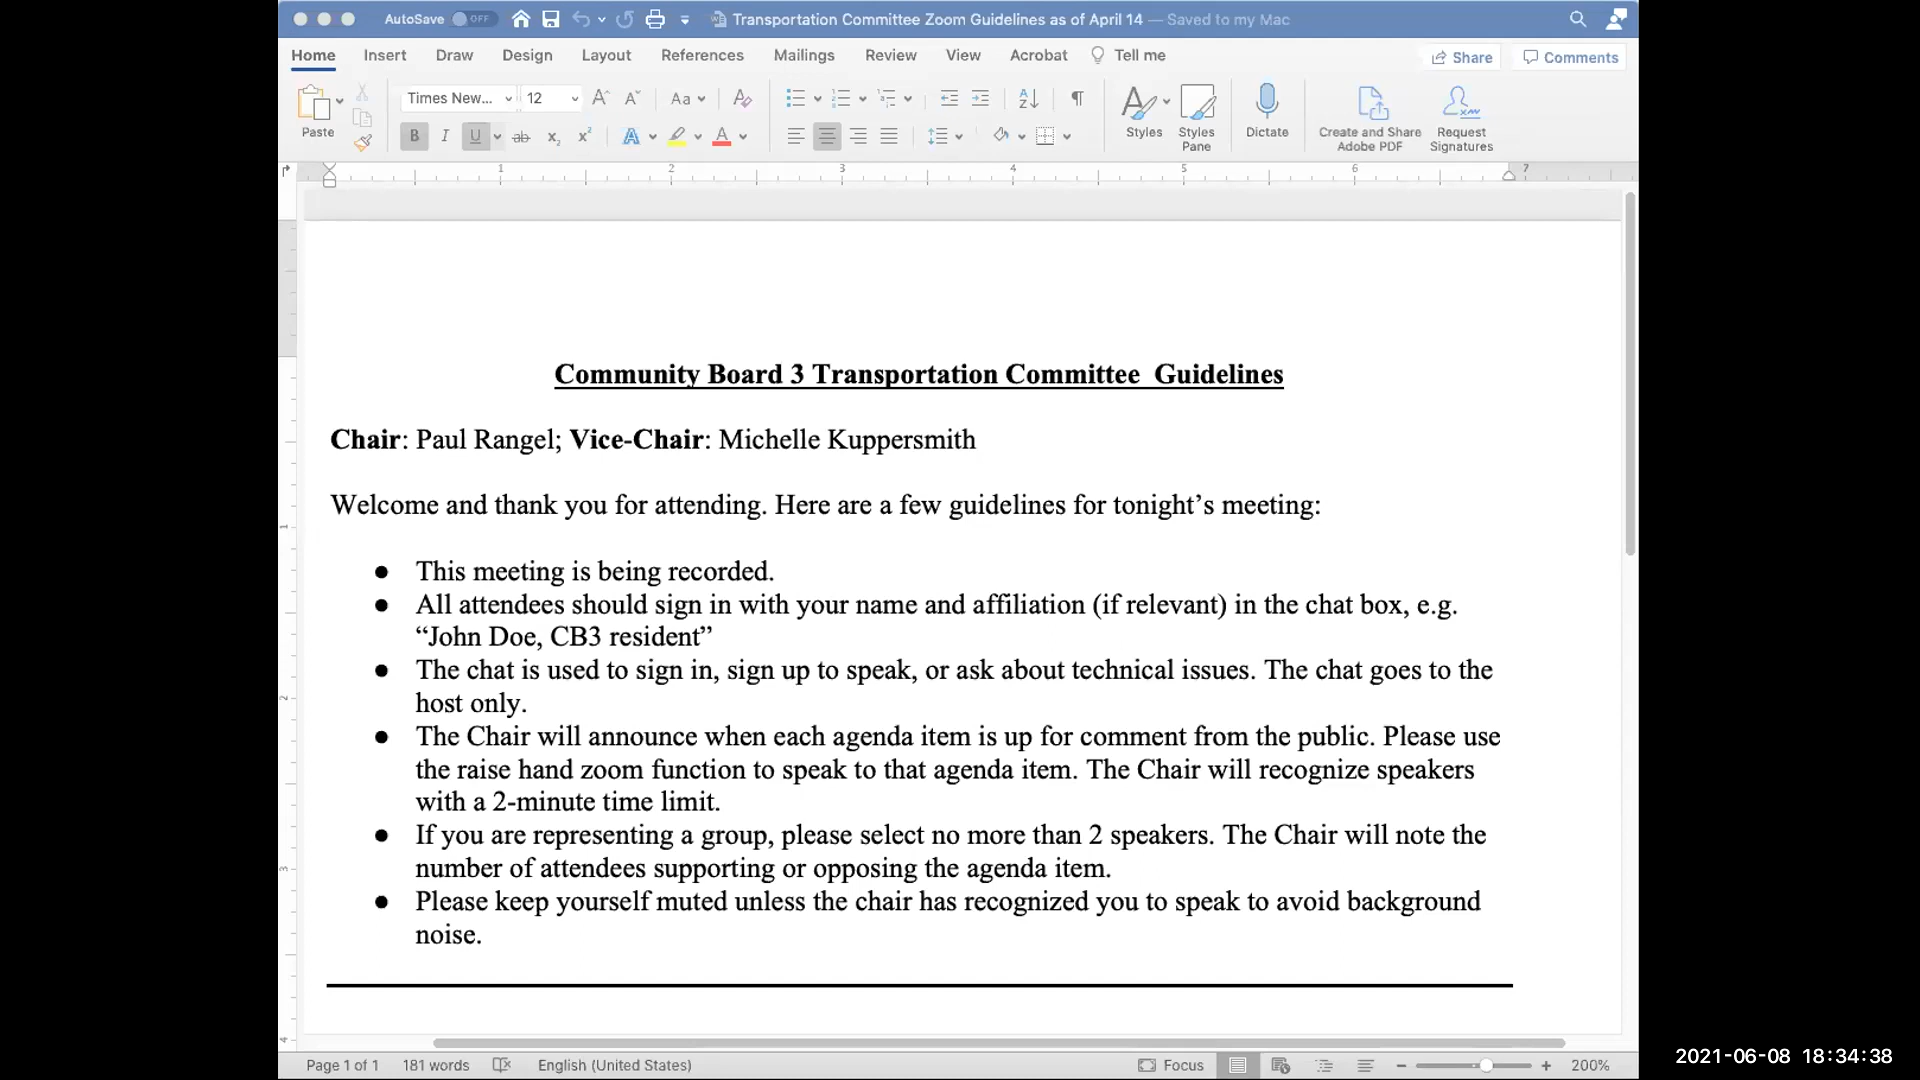 AutoSave OFF Transportation Committee Zoom Guidelines as of April 14 — Saved to my Mac
Home Insert Draw Design Layout References Mailings Review View Acrobat Tell me Share Comments
Times New... 12
Paste
Styles Styles Pane Dictate Create and Share Adobe PDF Request Signatures
1 2 3 4 5 6 7
Community Board 3 Transportation Committee  Guidelines
Chair: Paul Rangel; Vice-Chair: Michelle Kuppersmith
Welcome and thank you for attending. Here are a few guidelines for tonight’s meeting:
● This meeting is being recorded.
● All attendees should sign in with your name and affiliation (if relevant) in the chat box, e.g.
“John Doe, CB3 resident”
● The chat is used to sign in, sign up to speak, or ask about technical issues. The chat goes to the
host only.
● The Chair will announce when each agenda item is up for comment from the public. Please use
the raise hand zoom function to speak to that agenda item. The Chair will recognize speakers
with a 2-minute time limit.
● If you are representing a group, please select no more than 2 speakers. The Chair will note the
number of attendees supporting or opposing the agenda item.
● Please keep yourself muted unless the chair has recognized you to speak to avoid background
noise.
Page 1 of 1 181 words English (United States) Focus 200%
2021-06-08 18:34:38